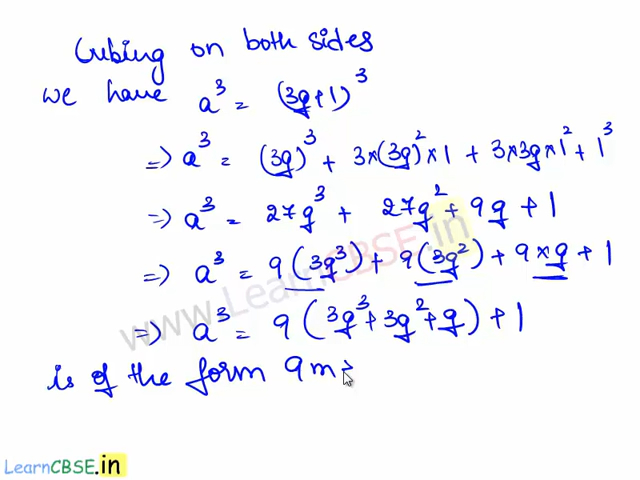 Cubing on both sides
we have a³ = (3q+1)³
=> a³ = (3q)³ + 3×(3q)²×1 + 3×3q×1² + 1³
=> a³ = 27q³ + 27q² + 9q + 1
=> a³ = 9(3q³) + 9(3q²) + 9×q + 1
www.LearnCBSE.in
=> a³ = 9(3q³+3q²+q) + 1
is of the form 9m
LearnCBSE.in